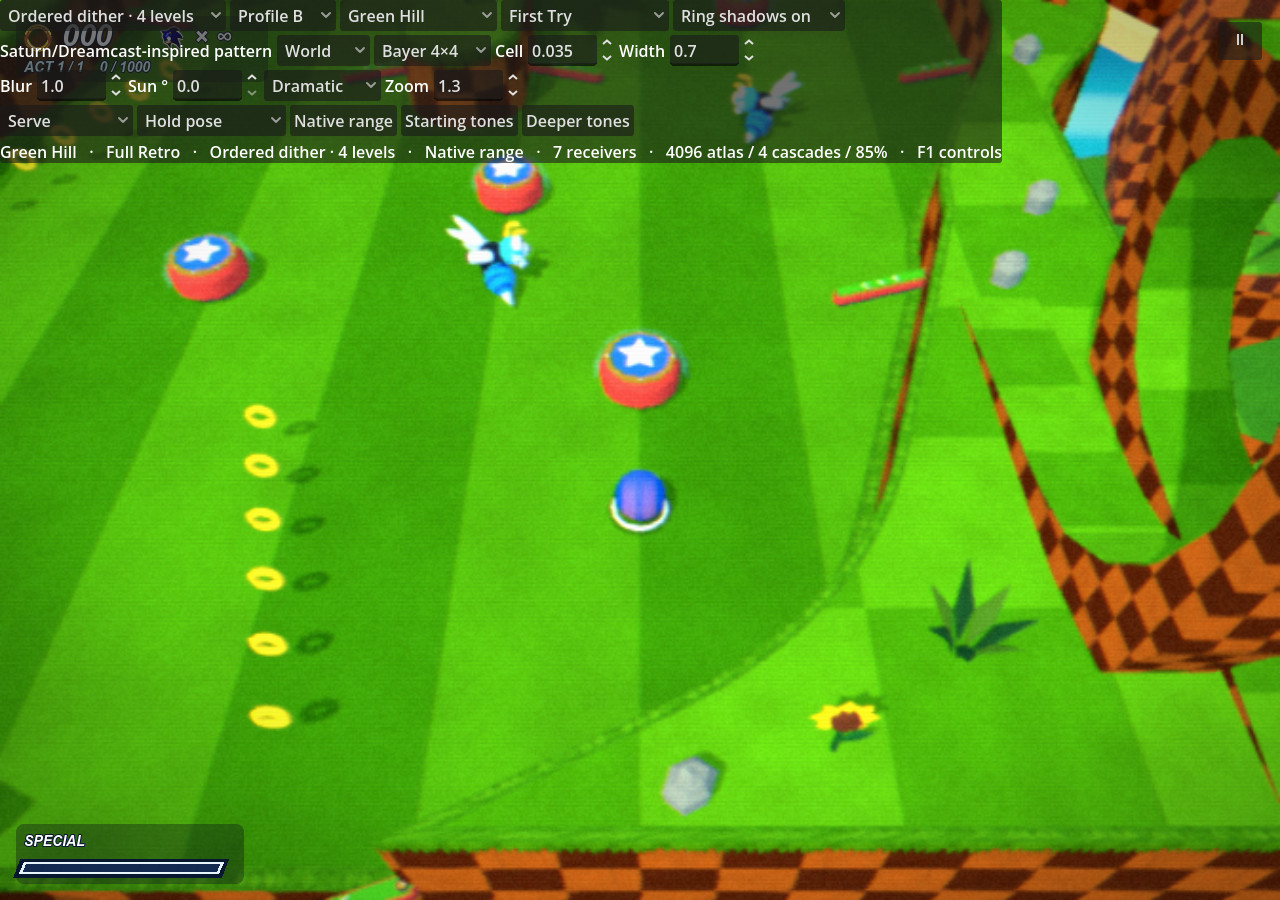 Ordered dither · 4 levels Profile B Green Hill First Try Ring shadows on
000 × ∞
Saturn/Dreamcast-inspired pattern World Bayer 4×4 Cell 0.035 Width 0.7
ACT 1 / 1 0 / 1000
Blur 1.0 Sun ° 0.0 Dramatic Zoom 1.3
Serve Hold pose Native range Starting tones Deeper tones
Green Hill · Full Retro · Ordered dither · 4 levels · Native range · 7 receivers · 4096 atlas / 4 cascades / 85% · F1 controls
SPECIAL